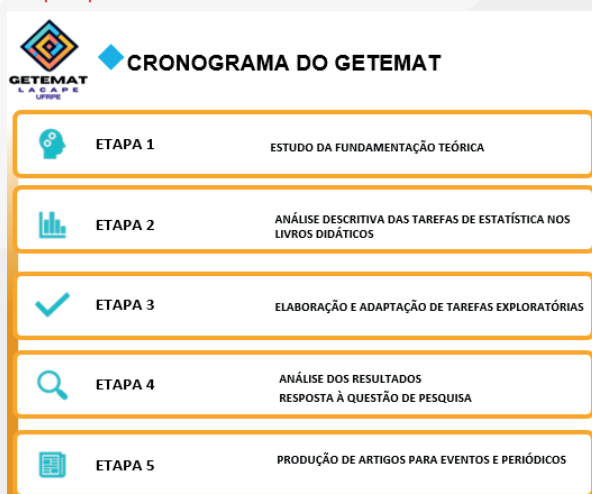 GETEMAT
LACAPE
UFRPE
CRONOGRAMA DO GETEMAT
ETAPA 1
ESTUDO DA FUNDAMENTAÇÃO TEÓRICA
ETAPA 2
ANÁLISE DESCRITIVA DAS TAREFAS DE ESTATÍSTICA NOS
LIVROS DIDÁTICOS
ETAPA 3
ELABORAÇÃO E ADAPTAÇÃO DE TAREFAS EXPLORATÓRIAS
ETAPA 4
ANÁLISE DOS RESULTADOS
RESPOSTA À QUESTÃO DE PESQUISA
ETAPA 5
PRODUÇÃO DE ARTIGOS PARA EVENTOS E PERIÓDICOS